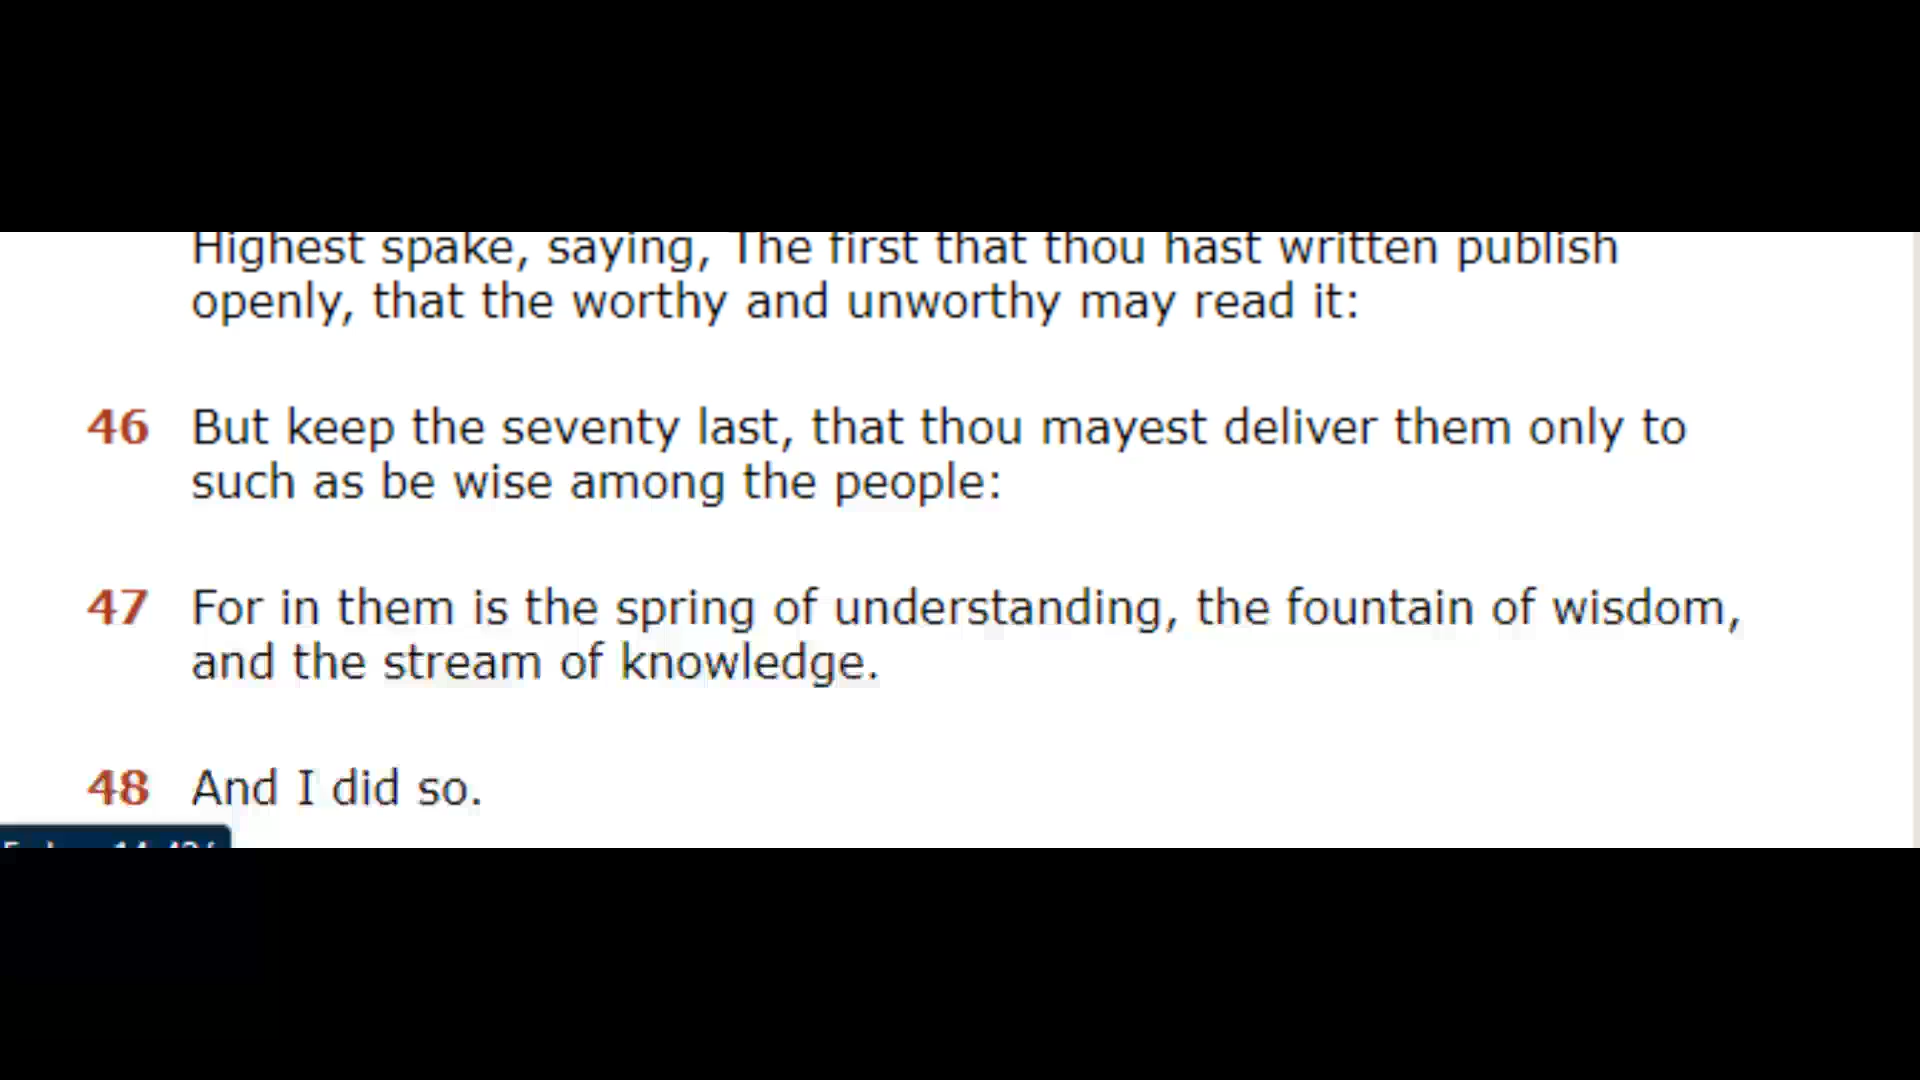 Highest spake, saying, The first that thou hast written publish
openly, that the worthy and unworthy may read it:
46 But keep the seventy last, that thou mayest deliver them only to
such as be wise among the people:
47 For in them is the spring of understanding, the fountain of wisdom,
and the stream of knowledge.
48 And I did so.